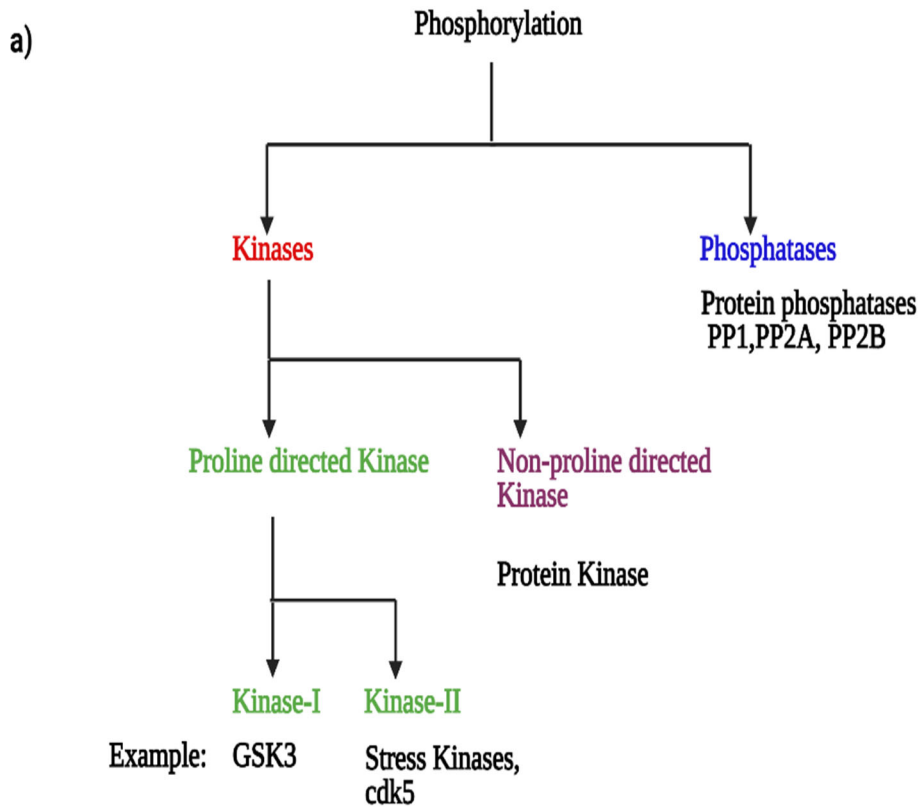 a)
Phosphorylation
Kinases
Phosphatases
Protein phosphatases
PP1,PP2A, PP2B
Proline directed Kinase
Non-proline directed
Kinase
Protein Kinase
Kinase-I
Kinase-II
Example:
GSK3
Stress Kinases,
cdk5